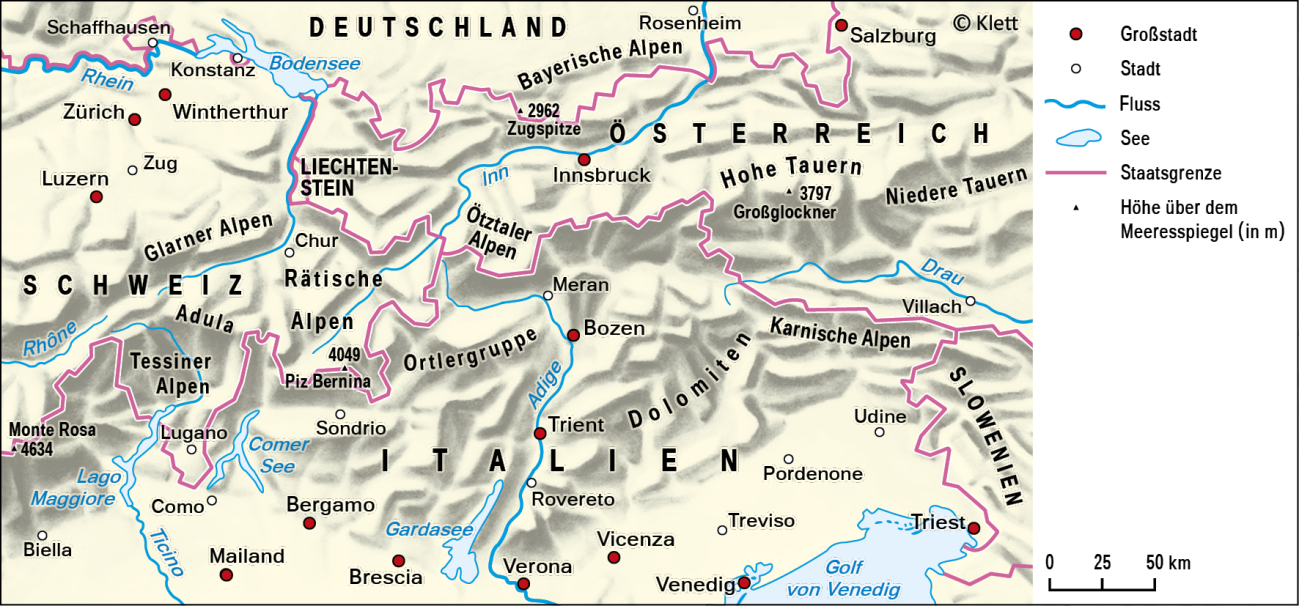 DEUTSCHLAND
Rosenheim
© Klett
Schaffhausen
Salzburg
Konstanz
Bodensee
Bayerische Alpen
Rhein
2962
Zugspitze
Zürich
Wintherthur
ÖSTERREICH
Zug
LIECHTEN-
STEIN
Inn
Innsbruck
Hohe Tauern
3797
Großglockner
Niedere Tauern
Luzern
Glarner Alpen
Ötztaler
Alpen
Chur
SCHWEIZ
Rätische
Alpen
Meran
Drau
Villach
Adula
Rhône
Bozen
Karnische Alpen
Tessiner
Alpen
4049
Piz Bernina
Ortlergruppe
Adige
Dolomiten
SLOWENIEN
Monte Rosa
4634
Lugano
Sondrio
Comer
See
Trient
Udine
ITALIEN
Pordenone
Lago
Maggiore
Como
Bergamo
Rovereto
Gardasee
Treviso
Triest
Biella
Ticino
Mailand
Brescia
Vicenza
Verona
Venedig
Golf
von Venedig
Großstadt
Stadt
Fluss
See
Staatsgrenze
Höhe über dem
Meeresspiegel (in m)
0 25 50 km